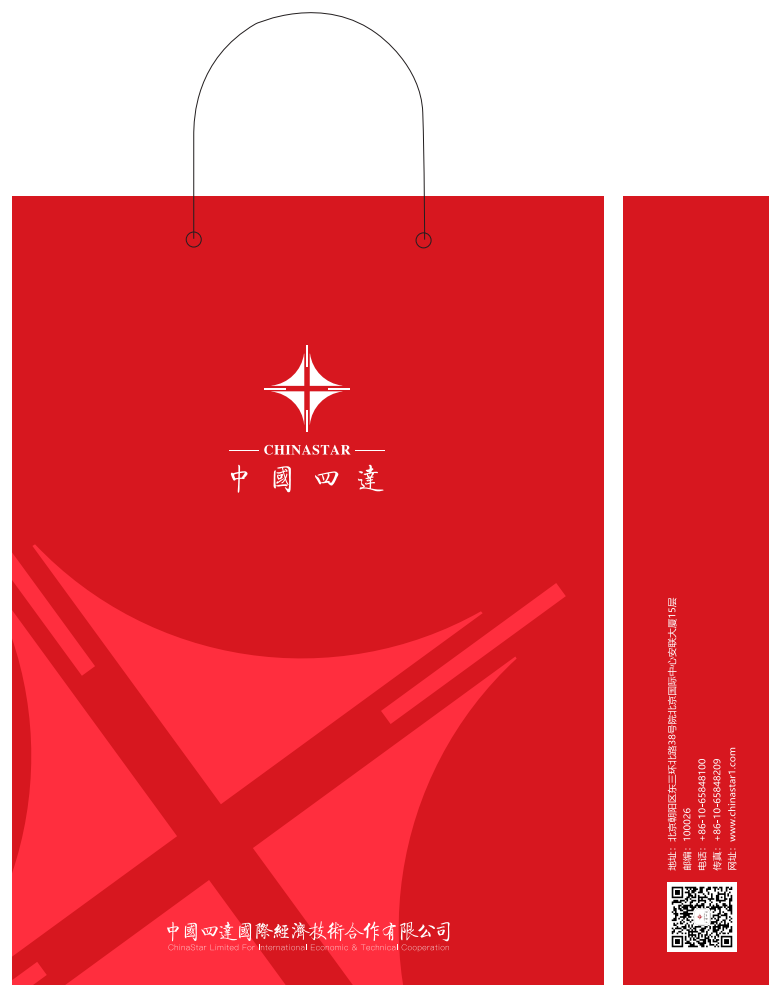 CHINASTAR
中國四達
中國四達國際經濟技術合作有限公司
ChinaStar Limited For International Economic & Technical Cooperation
地址：北京朝阳区东三环北路38号院北京国际中心安联大厦15层
邮编：100026
电话：+86-10-65848100
传真：+86-10-65848209
网址：www.chinastar1.com